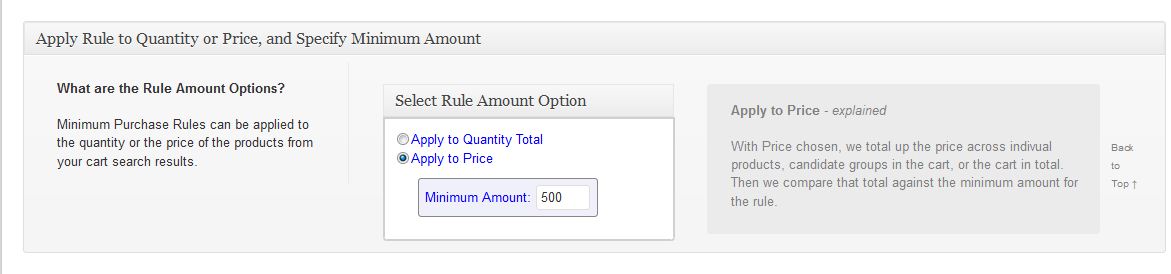 Apply Rule to Quantity or Price, and Specify Minimum Amount
What are the Rule Amount Options?
Minimum Purchase Rules can be applied to
the quantity or the price of the products from
your cart search results.
Select Rule Amount Option
Apply to Quantity Total
Apply to Price
Minimum Amount: 500
Apply to Price - explained
With Price chosen, we total up the price across indivual
products, candidate groups in the cart, or the cart in total.
Then we compare that total against the minimum amount for
the rule.
Back
to
Top ↑